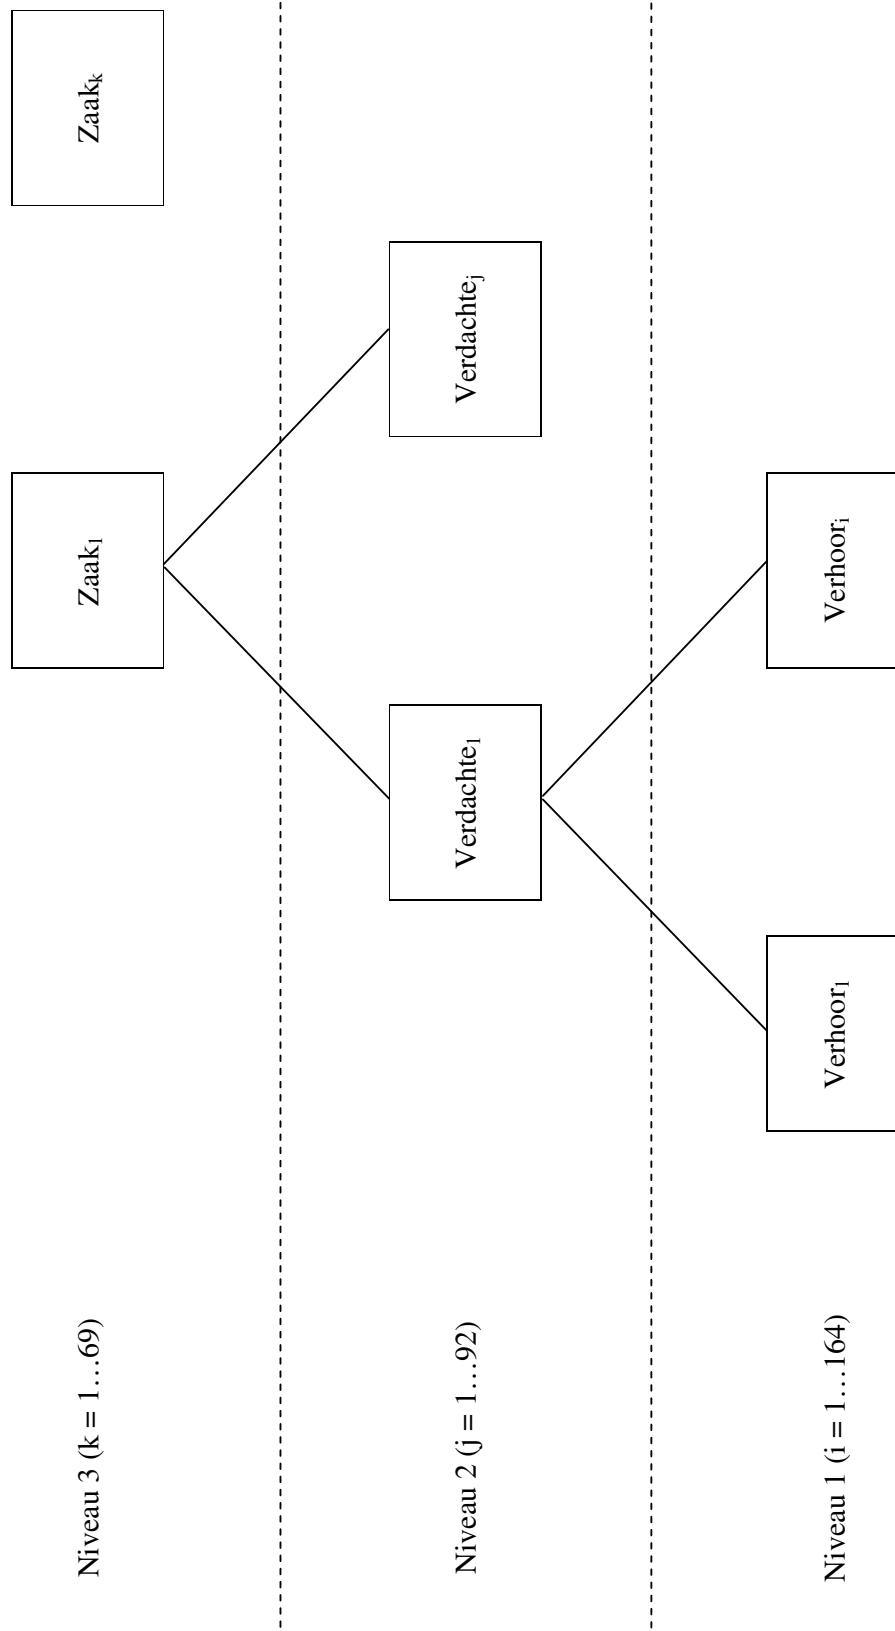 Niveau 3 (k = 1…69)
Zaak₁
Zaakₖ
Niveau 2 (j = 1…92)
Verdachte₁
Verdachteⱼ
Niveau 1 (i = 1…164)
Verhoor₁
Verhoorᵢ